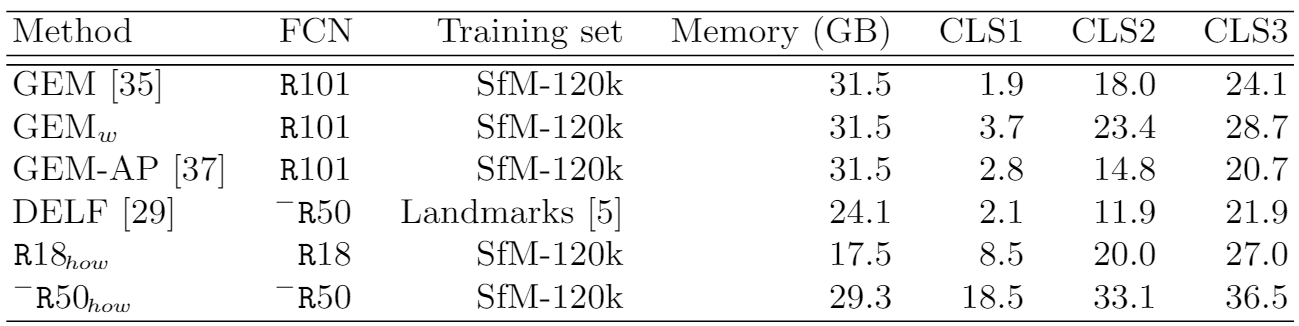 Method FCN Training set Memory (GB) CLS1 CLS2 CLS3
GEM [35] R101 SfM-120k 31.5 1.9 18.0 24.1
GEM_w R101 SfM-120k 31.5 3.7 23.4 28.7
GEM-AP [37] R101 SfM-120k 31.5 2.8 14.8 20.7
DELF [29] ⁻R50 Landmarks [5] 24.1 2.1 11.9 21.9
R18_how R18 SfM-120k 17.5 8.5 20.0 27.0
⁻R50_how ⁻R50 SfM-120k 29.3 18.5 33.1 36.5